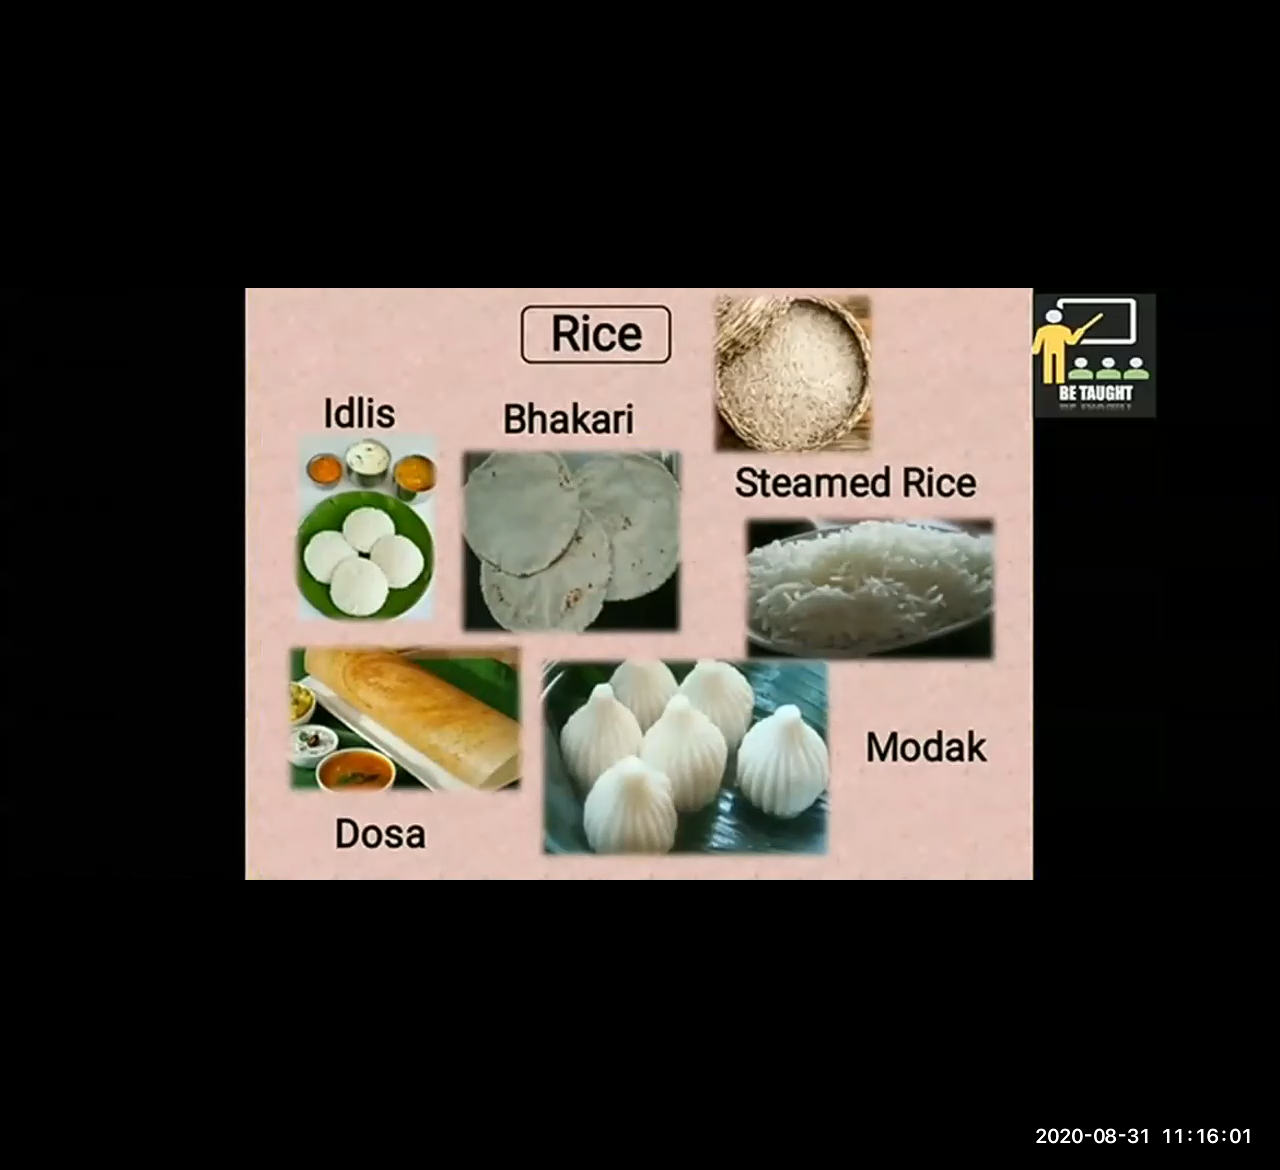 Rice
Idlis
Bhakari
Steamed Rice
Modak
Dosa
BE TAUGHT
2020-08-31 11:16:01